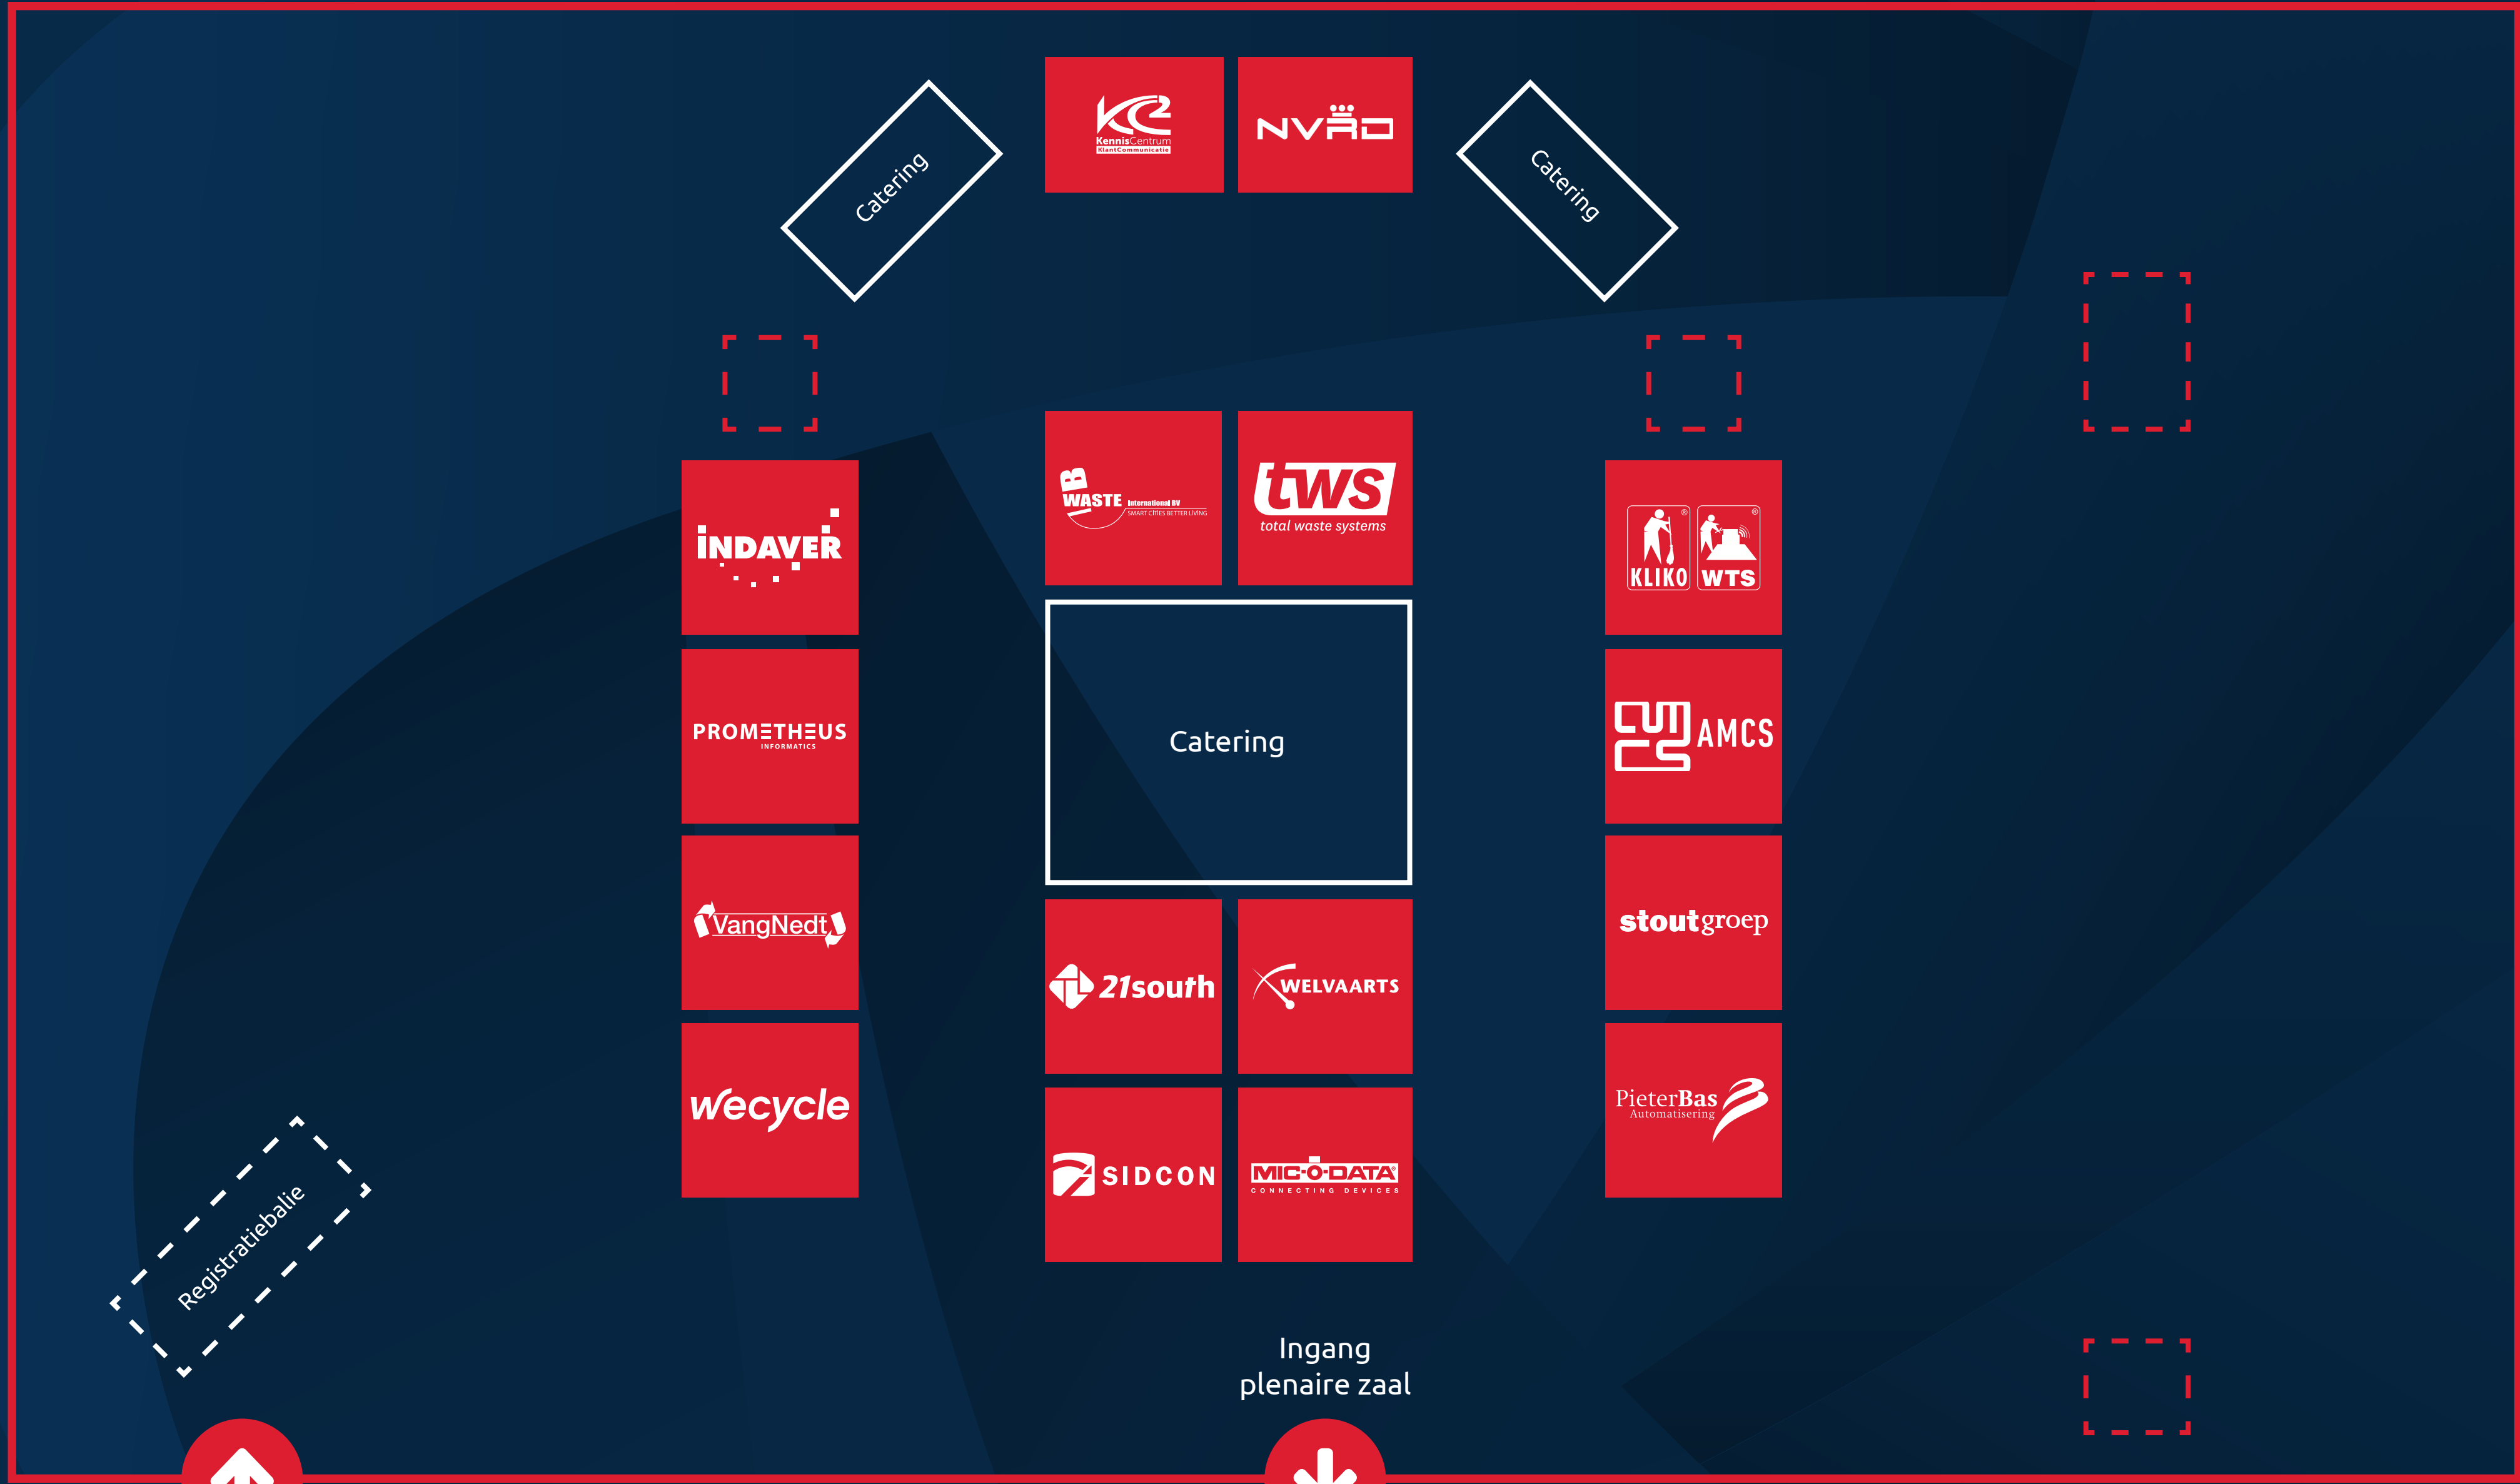 KC2
KennisCentrum
KlantCommunicatie
NVRD
Catering
Catering
IB
WASTE International BV
SMART CITIES BETTER LIVING
tws
total waste systems
INDAVER
KLIKO®
WTS®
PROMETHEUS
INFORMATICS
Catering
AMCS
VangNedt
stoutgroep
21south
WELVAARTS
wecycle
PieterBas
Automatisering
SIDCON
MIC-O-DATA®
CONNECTING DEVICES
Registratiebalie
Ingang
plenaire zaal